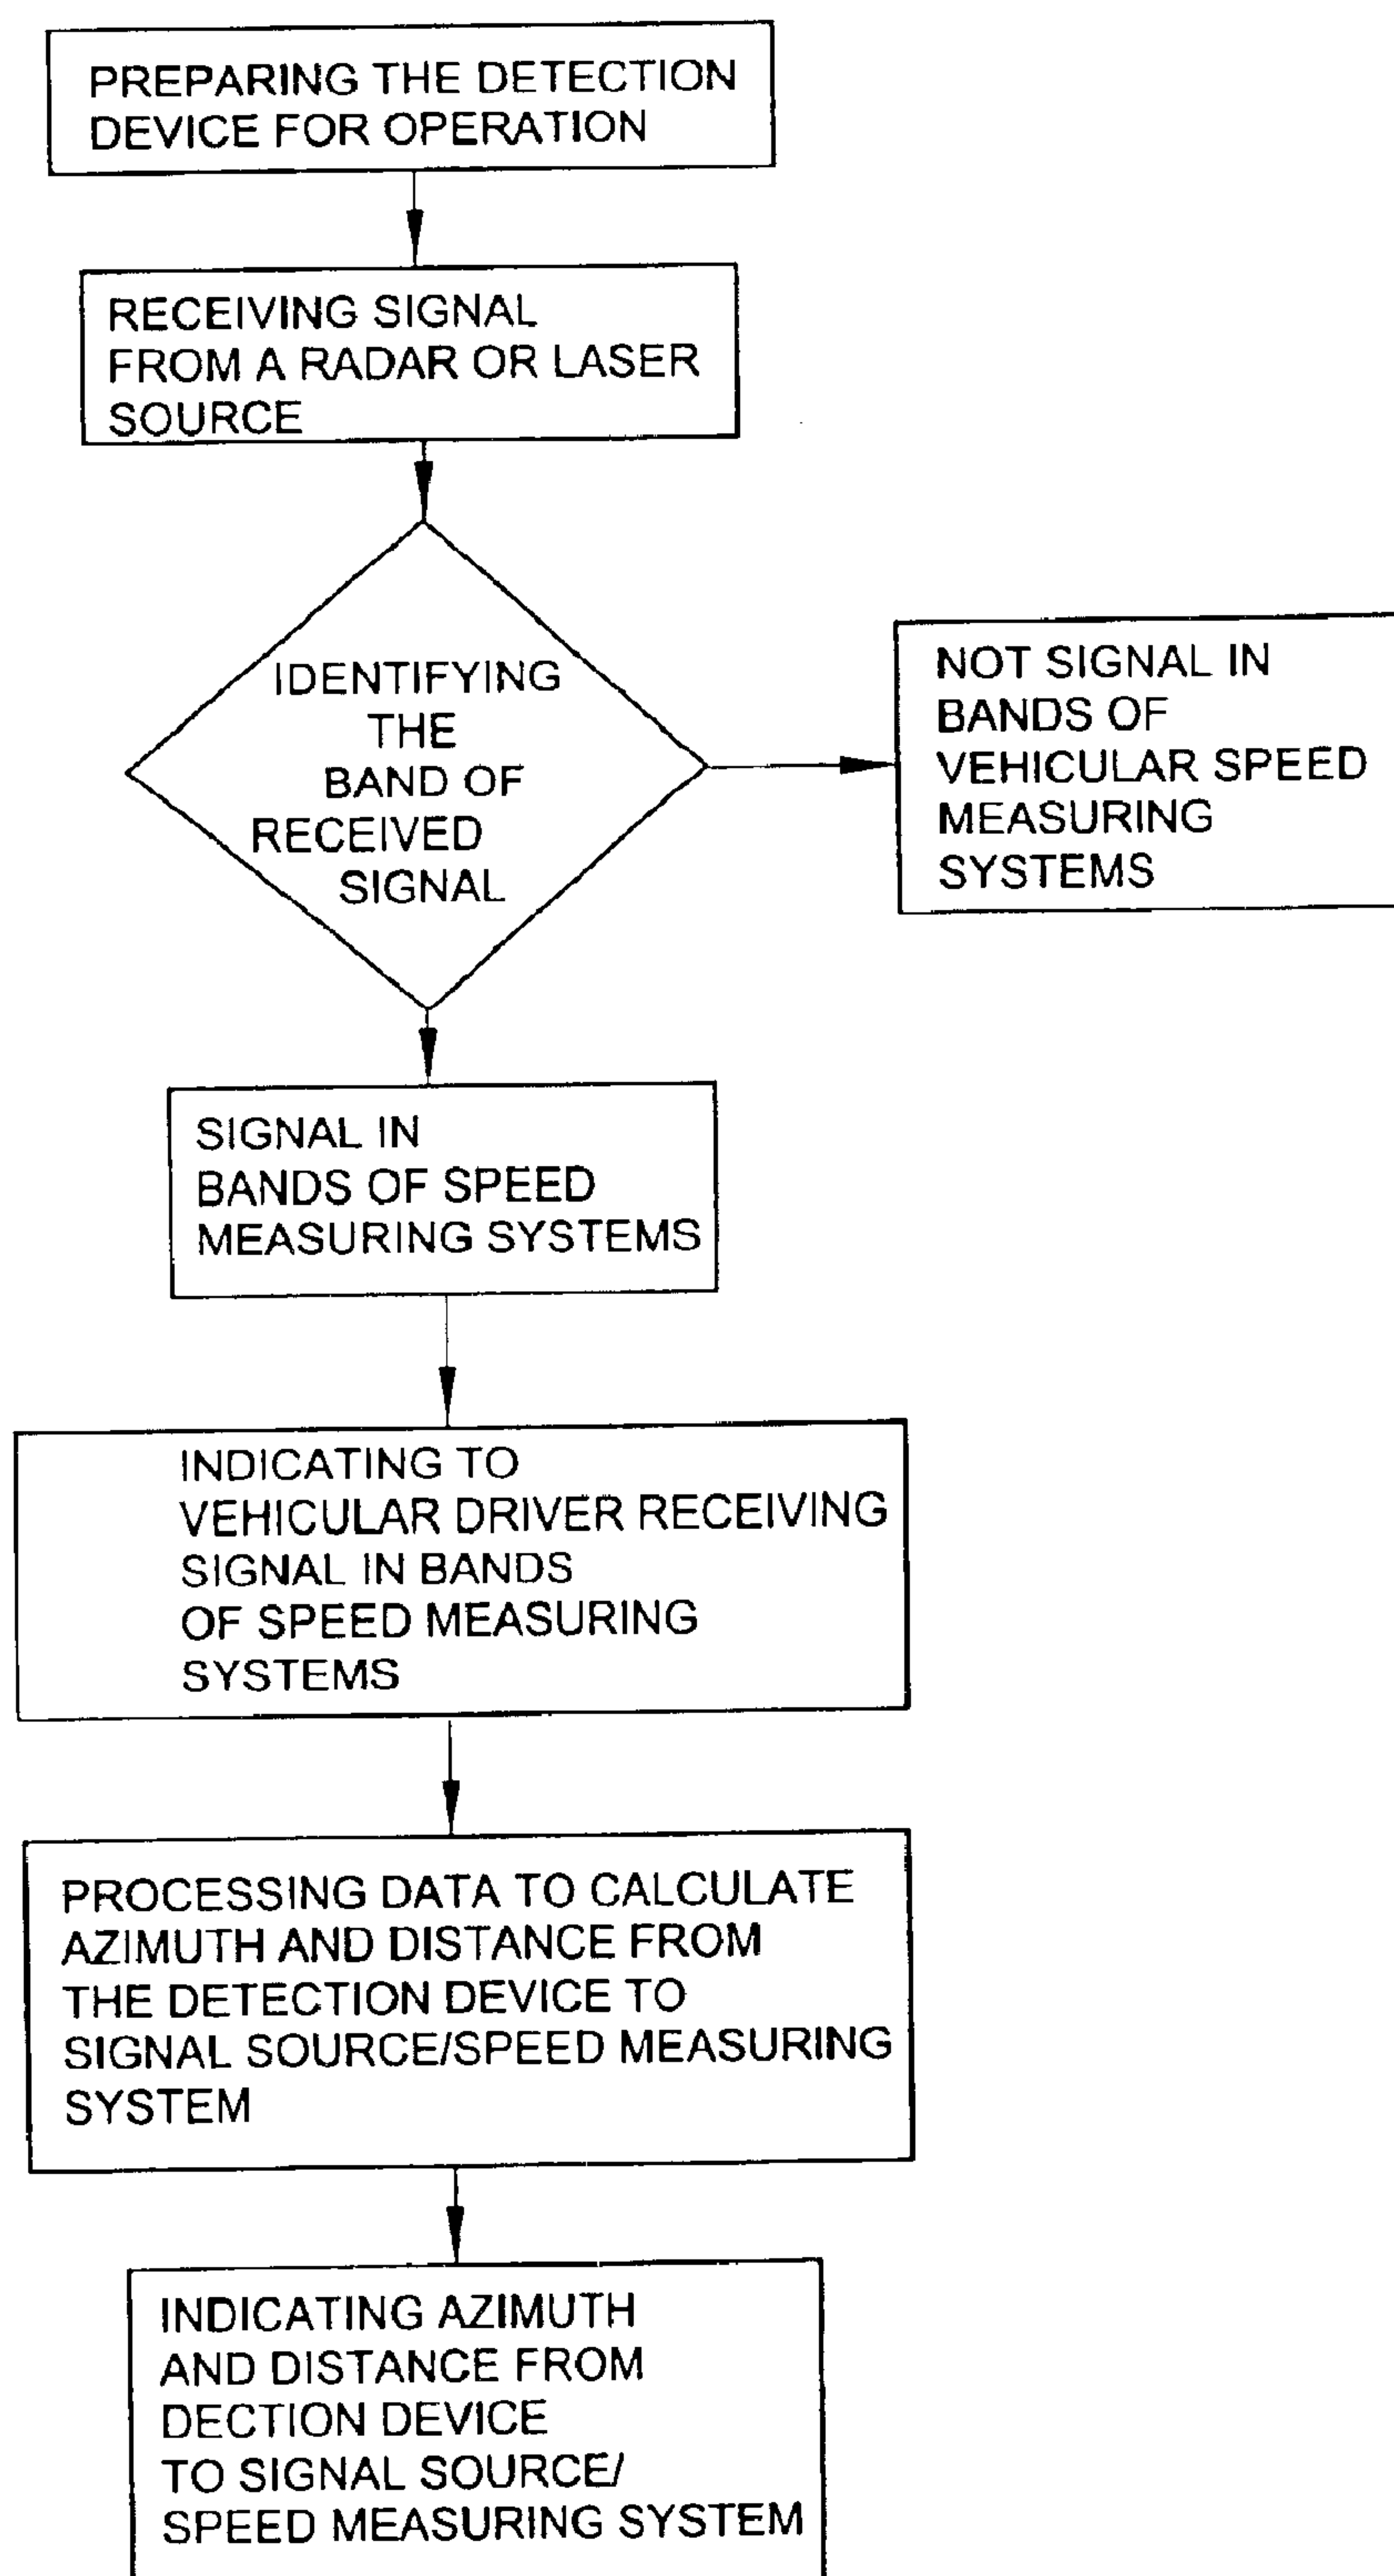 PREPARING THE DETECTION
DEVICE FOR OPERATION
RECEIVING SIGNAL
FROM A RADAR OR LASER
SOURCE
IDENTIFYING
THE
BAND OF
RECEIVED
SIGNAL
NOT SIGNAL IN
BANDS OF
VEHICULAR SPEED
MEASURING
SYSTEMS
SIGNAL IN
BANDS OF SPEED
MEASURING SYSTEMS
INDICATING TO
VEHICULAR DRIVER RECEIVING
SIGNAL IN BANDS
OF SPEED MEASURING
SYSTEMS
PROCESSING DATA TO CALCULATE
AZIMUTH AND DISTANCE FROM
THE DETECTION DEVICE TO
SIGNAL SOURCE/SPEED MEASURING
SYSTEM
INDICATING AZIMUTH
AND DISTANCE FROM
DECTION DEVICE
TO SIGNAL SOURCE/
SPEED MEASURING SYSTEM